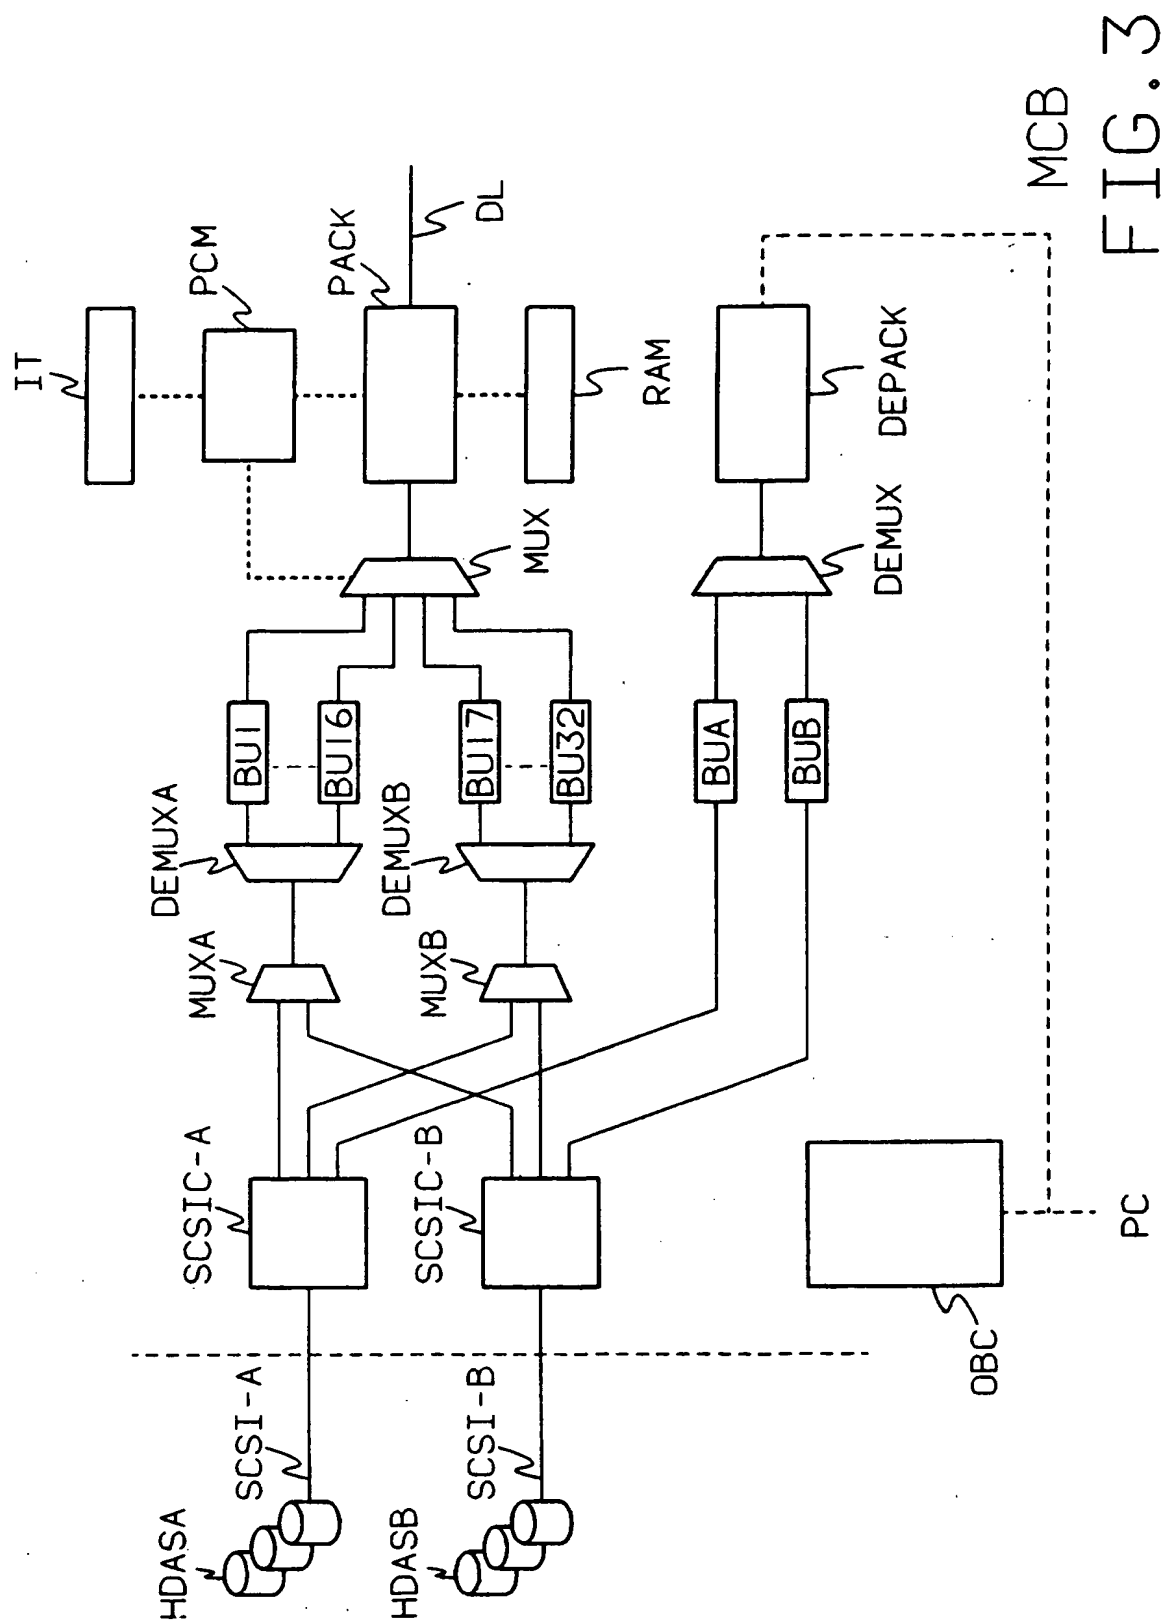 HDASA
SCSI-A
SCSIC-A
MUXA
DEMUXA
BU1
BU16
IT
PCM
PACK
DL
HDASB
SCSI-B
SCSIC-B
MUXB
DEMUXB
BU17
BU32
MUX
RAM
BUA
BUB
DEMUX
DEPACK
OBC
PC
MCB
FIG.3